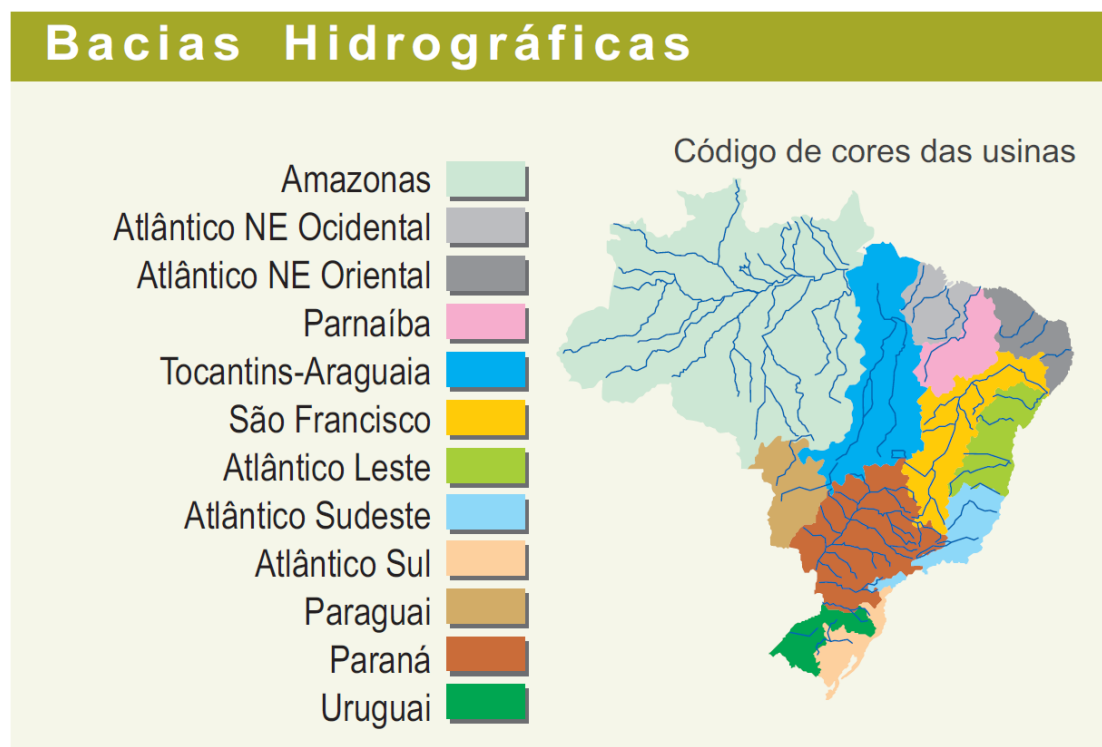 Bacias Hidrográficas
Código de cores das usinas
Amazonas
Atlântico NE Ocidental
Atlântico NE Oriental
Parnaíba
Tocantins-Araguaia
São Francisco
Atlântico Leste
Atlântico Sudeste
Atlântico Sul
Paraguai
Paraná
Uruguai